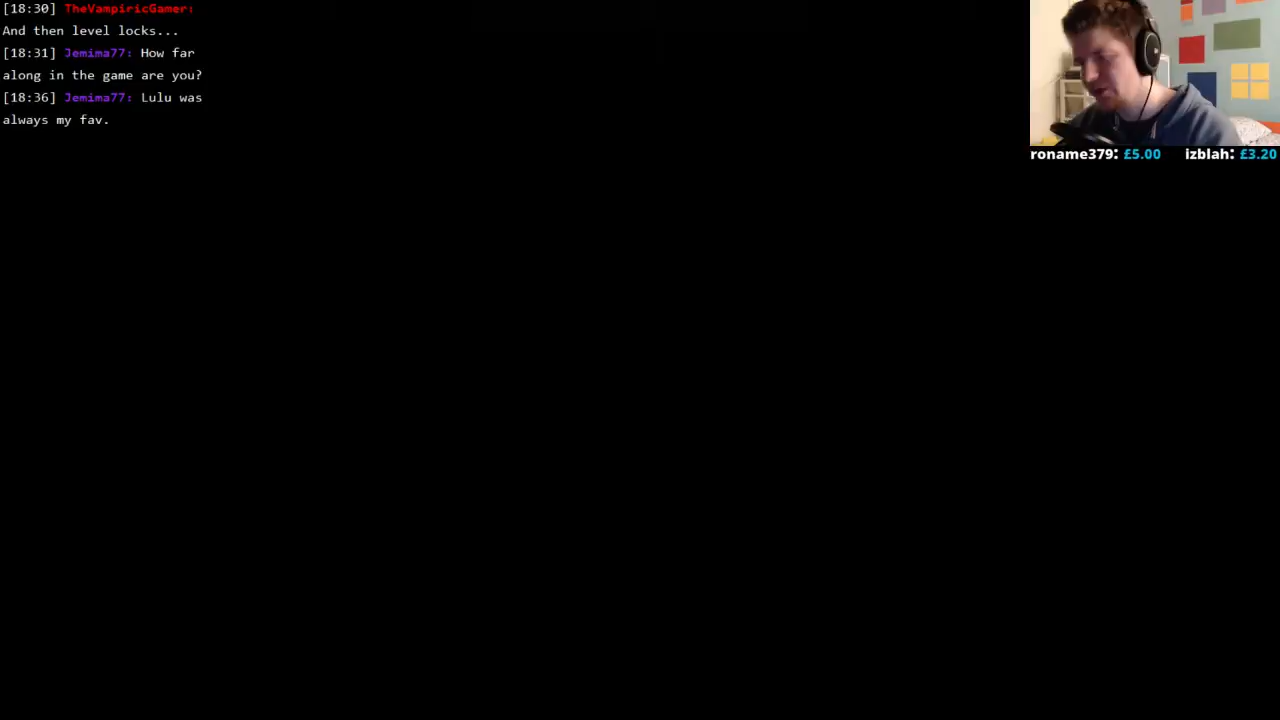 [18:30] TheVampiricGamer:
And then level locks...
[18:31] Jemima77: How far
along in the game are you?
[18:36] Jemima77: Lulu was
always my fav.
roname379: £5.00 izblah: £3.20